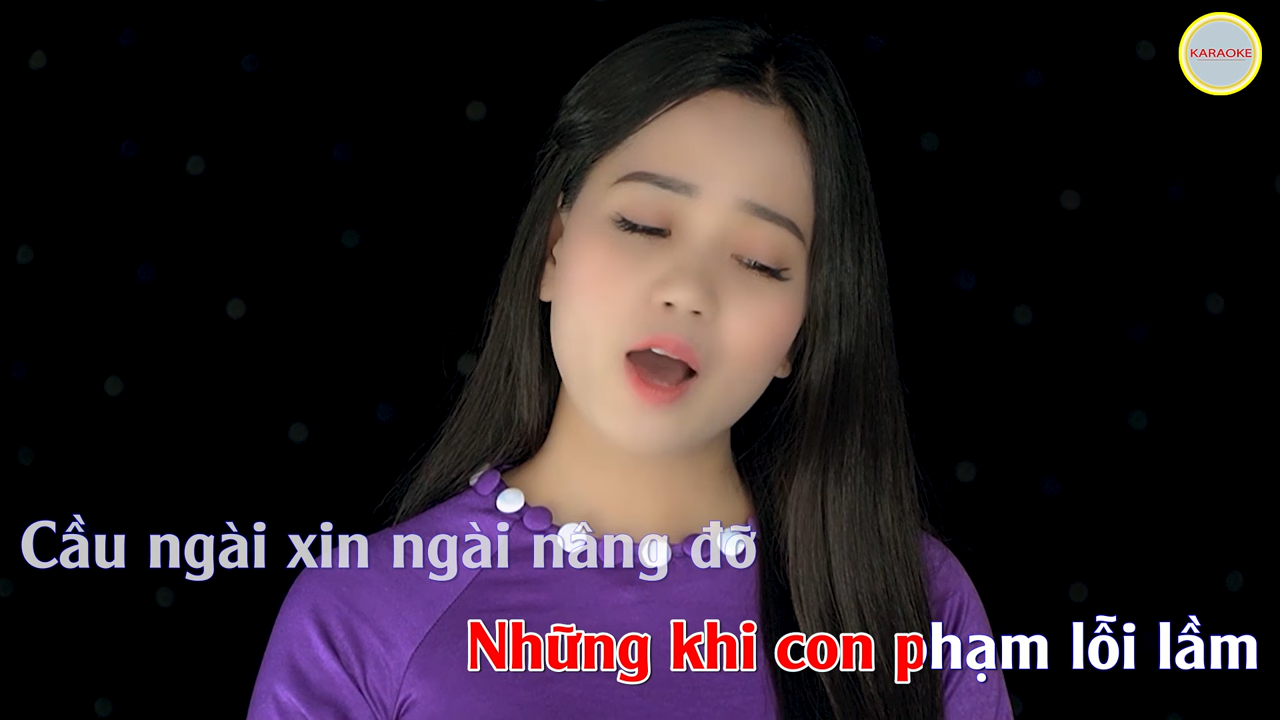 KARAOKE
Cầu ngài xin ngài nâng đỡ
Những khi con phạm lỗi lầm